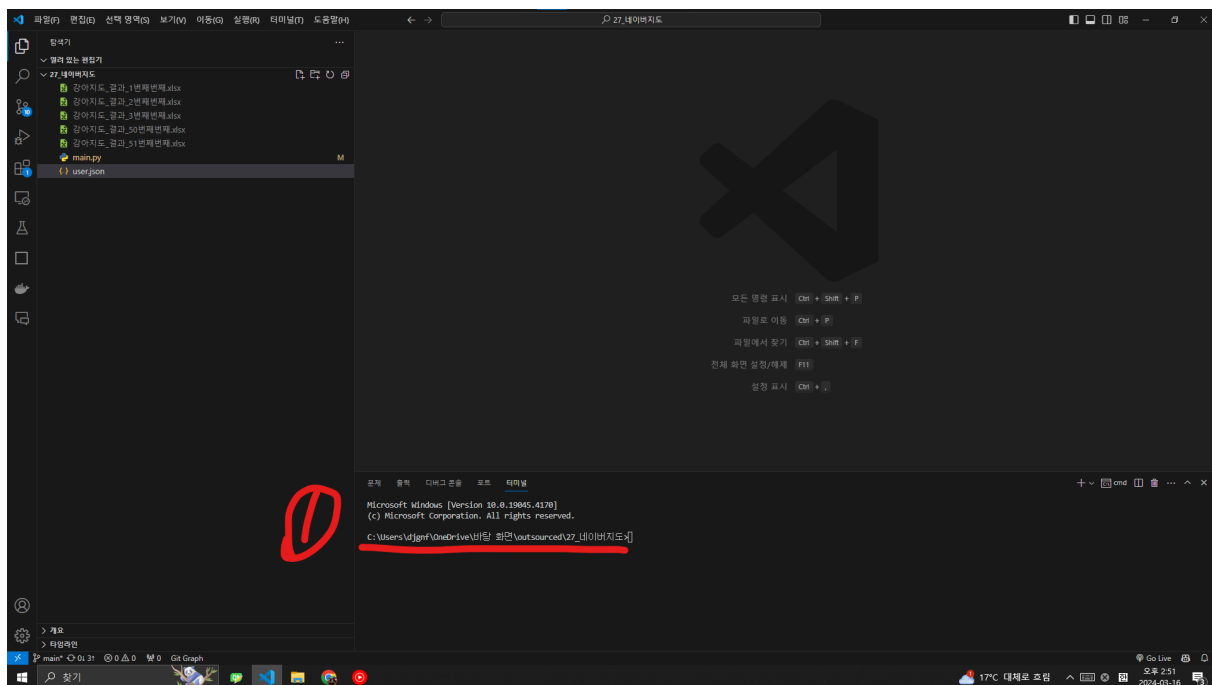 파일(F) 편집(E) 선택 영역(S) 보기(V) 이동(G) 실행(R) 터미널(T) 도움말(H)
27_네이버지도
탐색기
열려 있는 편집기
27_네이버지도
강아지도_결과_1번째번째.xlsx
강아지도_결과_2번째번째.xlsx
강아지도_결과_3번째번째.xlsx
강아지도_결과_50번째번째.xlsx
강아지도_결과_51번째번째.xlsx
main.py M
user.json
모든 명령 표시 Ctrl + Shift + P
파일로 이동 Ctrl + P
파일에서 찾기 Ctrl + Shift + F
전체 화면 설정/해제 F11
설정 표시 Ctrl + ,
문제 출력 디버그 콘솔 포트 터미널
cmd
Microsoft Windows [Version 10.0.19045.4170]
(c) Microsoft Corporation. All rights reserved.
C:\Users\djgnf\OneDrive\바탕 화면\outsourced\27_네이버지도>
1
개요
타임라인
main* 0↓ 3↑ 0 0 0 Git Graph
Go Live
찾기
17°C 대체로 흐림
오후 2:51
2024-03-16